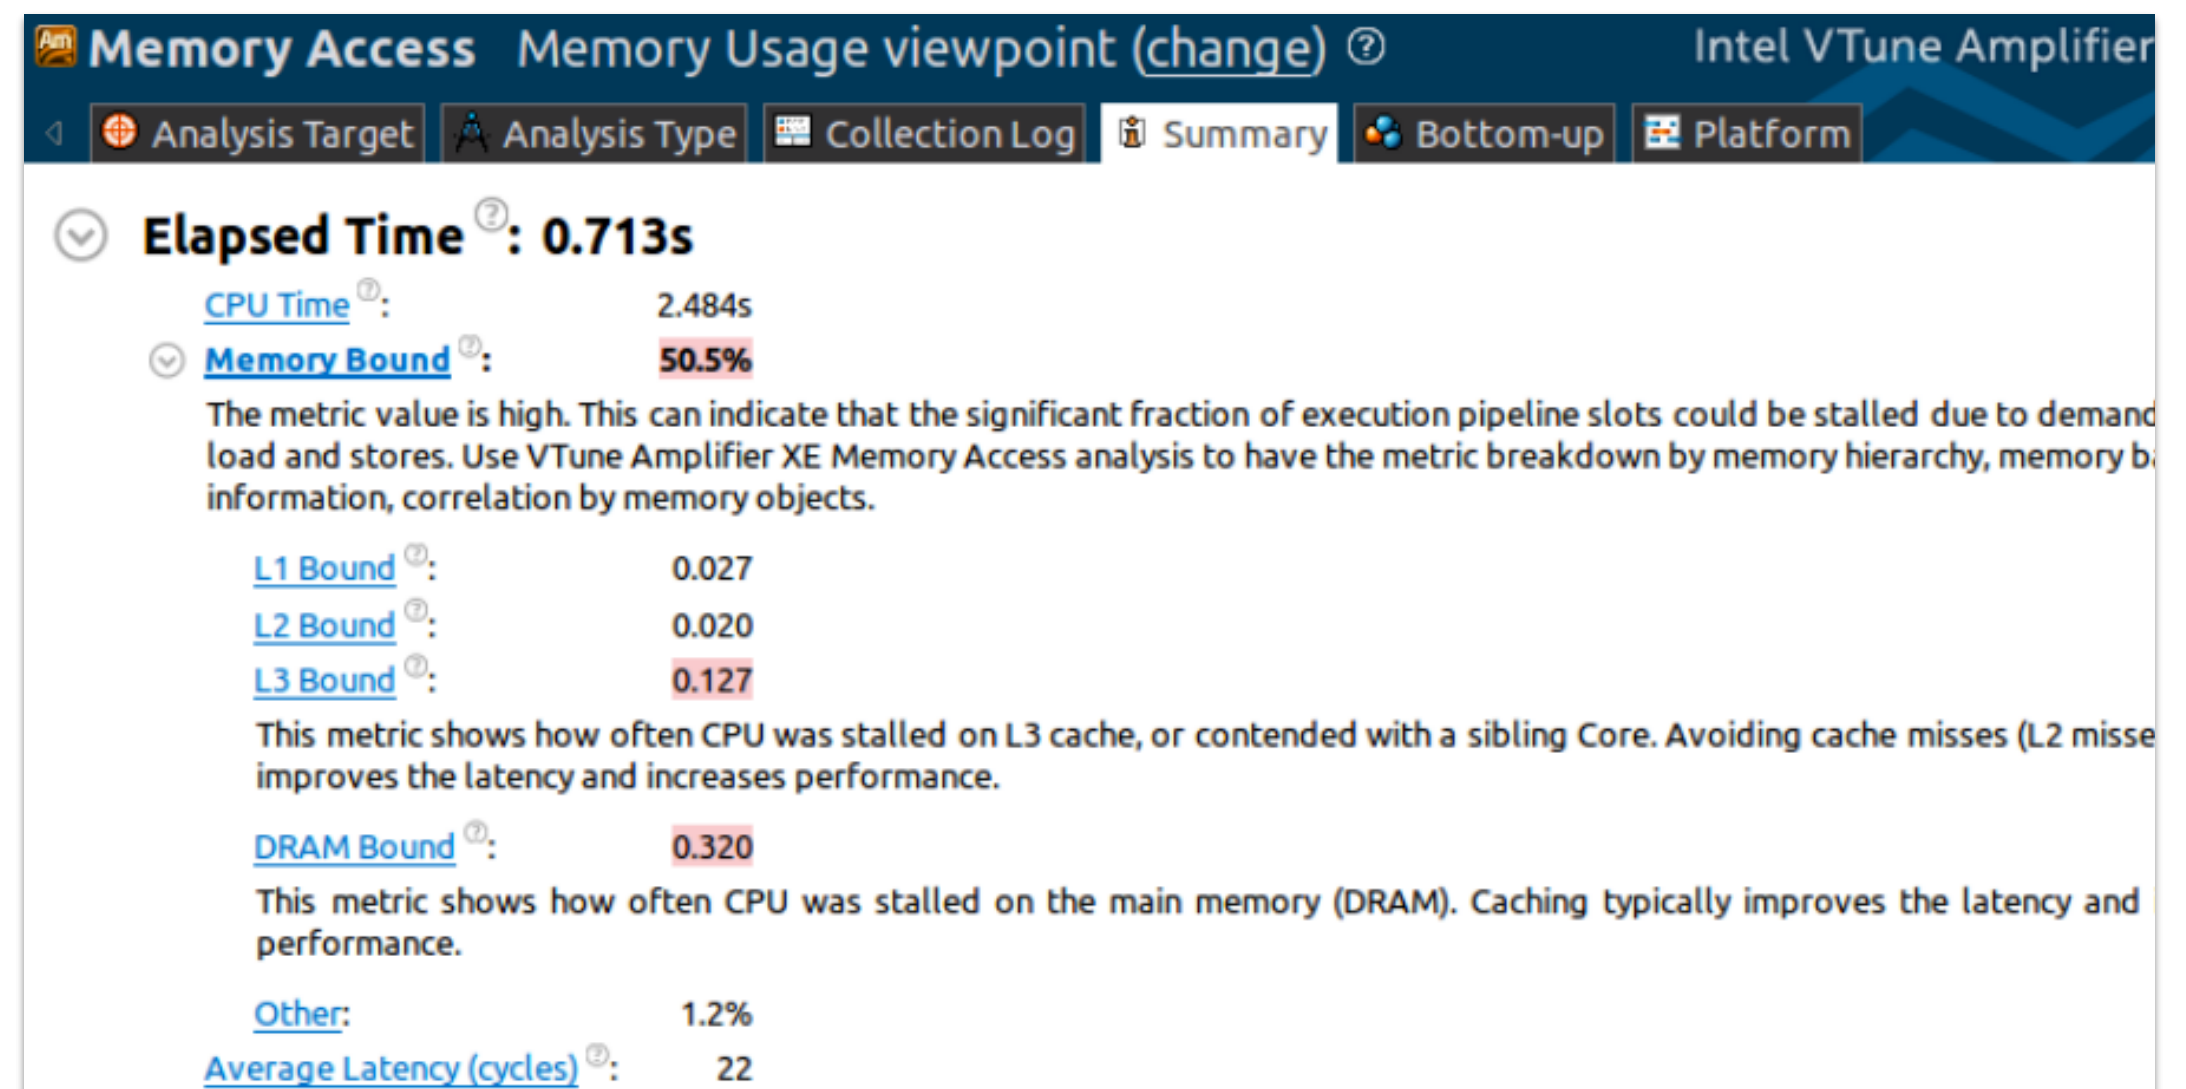 Am Memory Access Memory Usage viewpoint (change) ? Intel VTune Amplifier
Analysis Target Analysis Type Collection Log Summary Bottom-up Platform
Elapsed Time ?: 0.713s
CPU Time ?: 2.484s
Memory Bound ?: 50.5%
The metric value is high. This can indicate that the significant fraction of execution pipeline slots could be stalled due to demand
load and stores. Use VTune Amplifier XE Memory Access analysis to have the metric breakdown by memory hierarchy, memory
information, correlation by memory objects.
L1 Bound ?: 0.027
L2 Bound ?: 0.020
L3 Bound ?: 0.127
This metric shows how often CPU was stalled on L3 cache, or contended with a sibling Core. Avoiding cache misses (L2 misse
improves the latency and increases performance.
DRAM Bound ?: 0.320
This metric shows how often CPU was stalled on the main memory (DRAM). Caching typically improves the latency and
performance.
Other: 1.2%
Average Latency (cycles) ?: 22